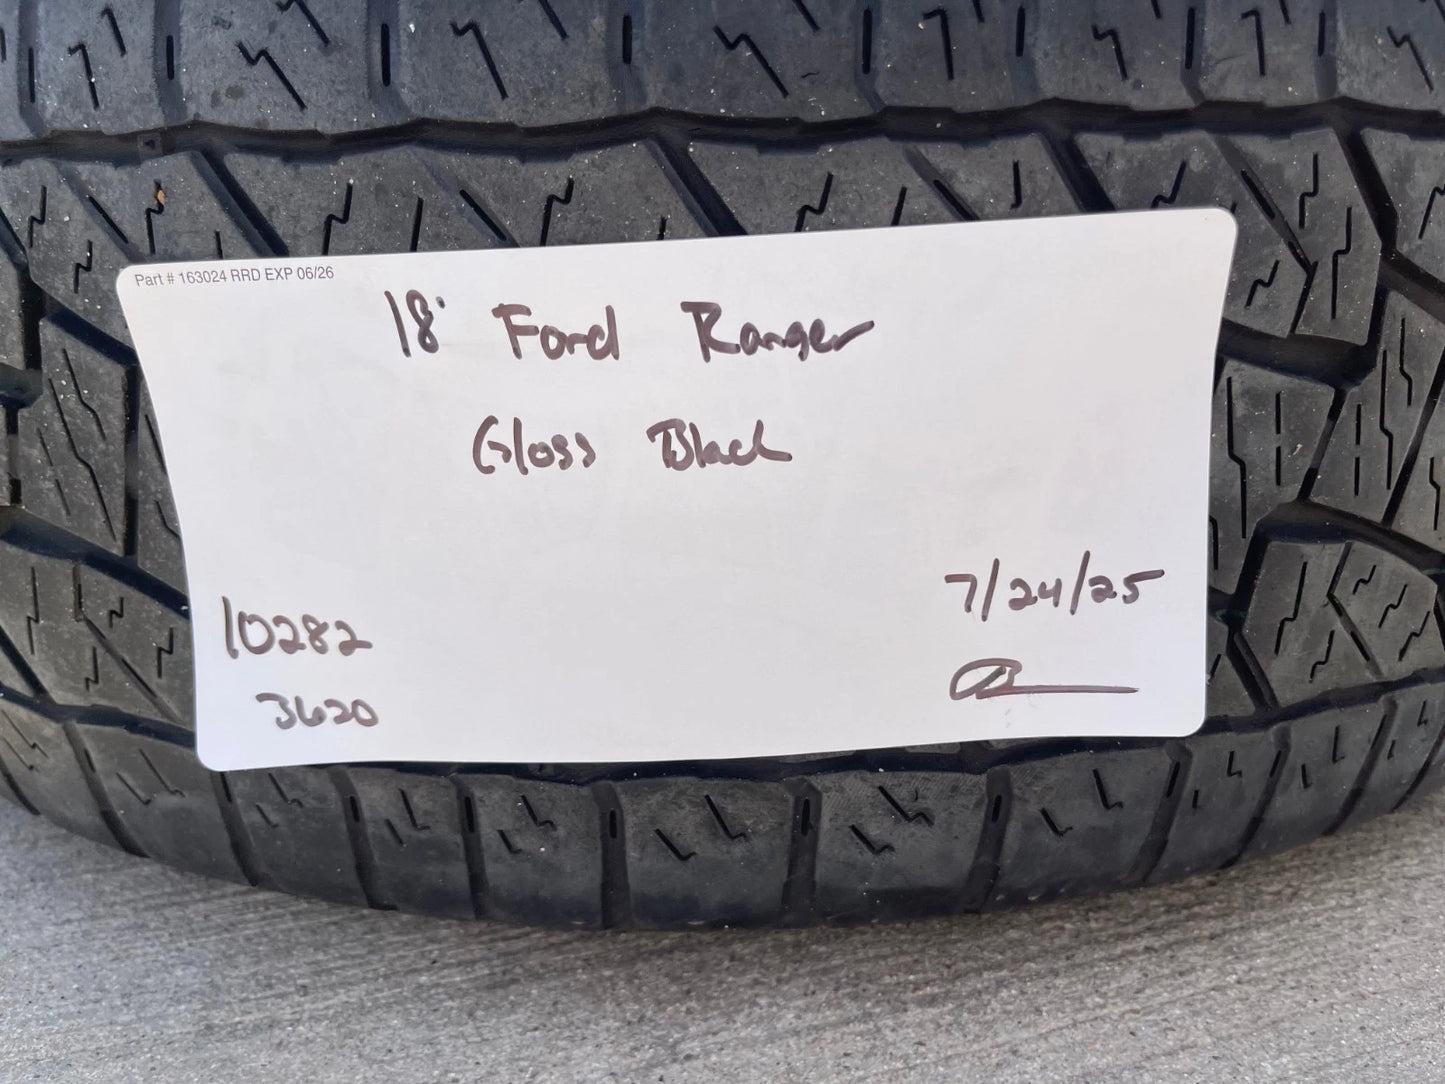 Part # 163024 RRD EXP 06/26
18" Ford Ranger
Gloss Black
7/24/25
10282
3620